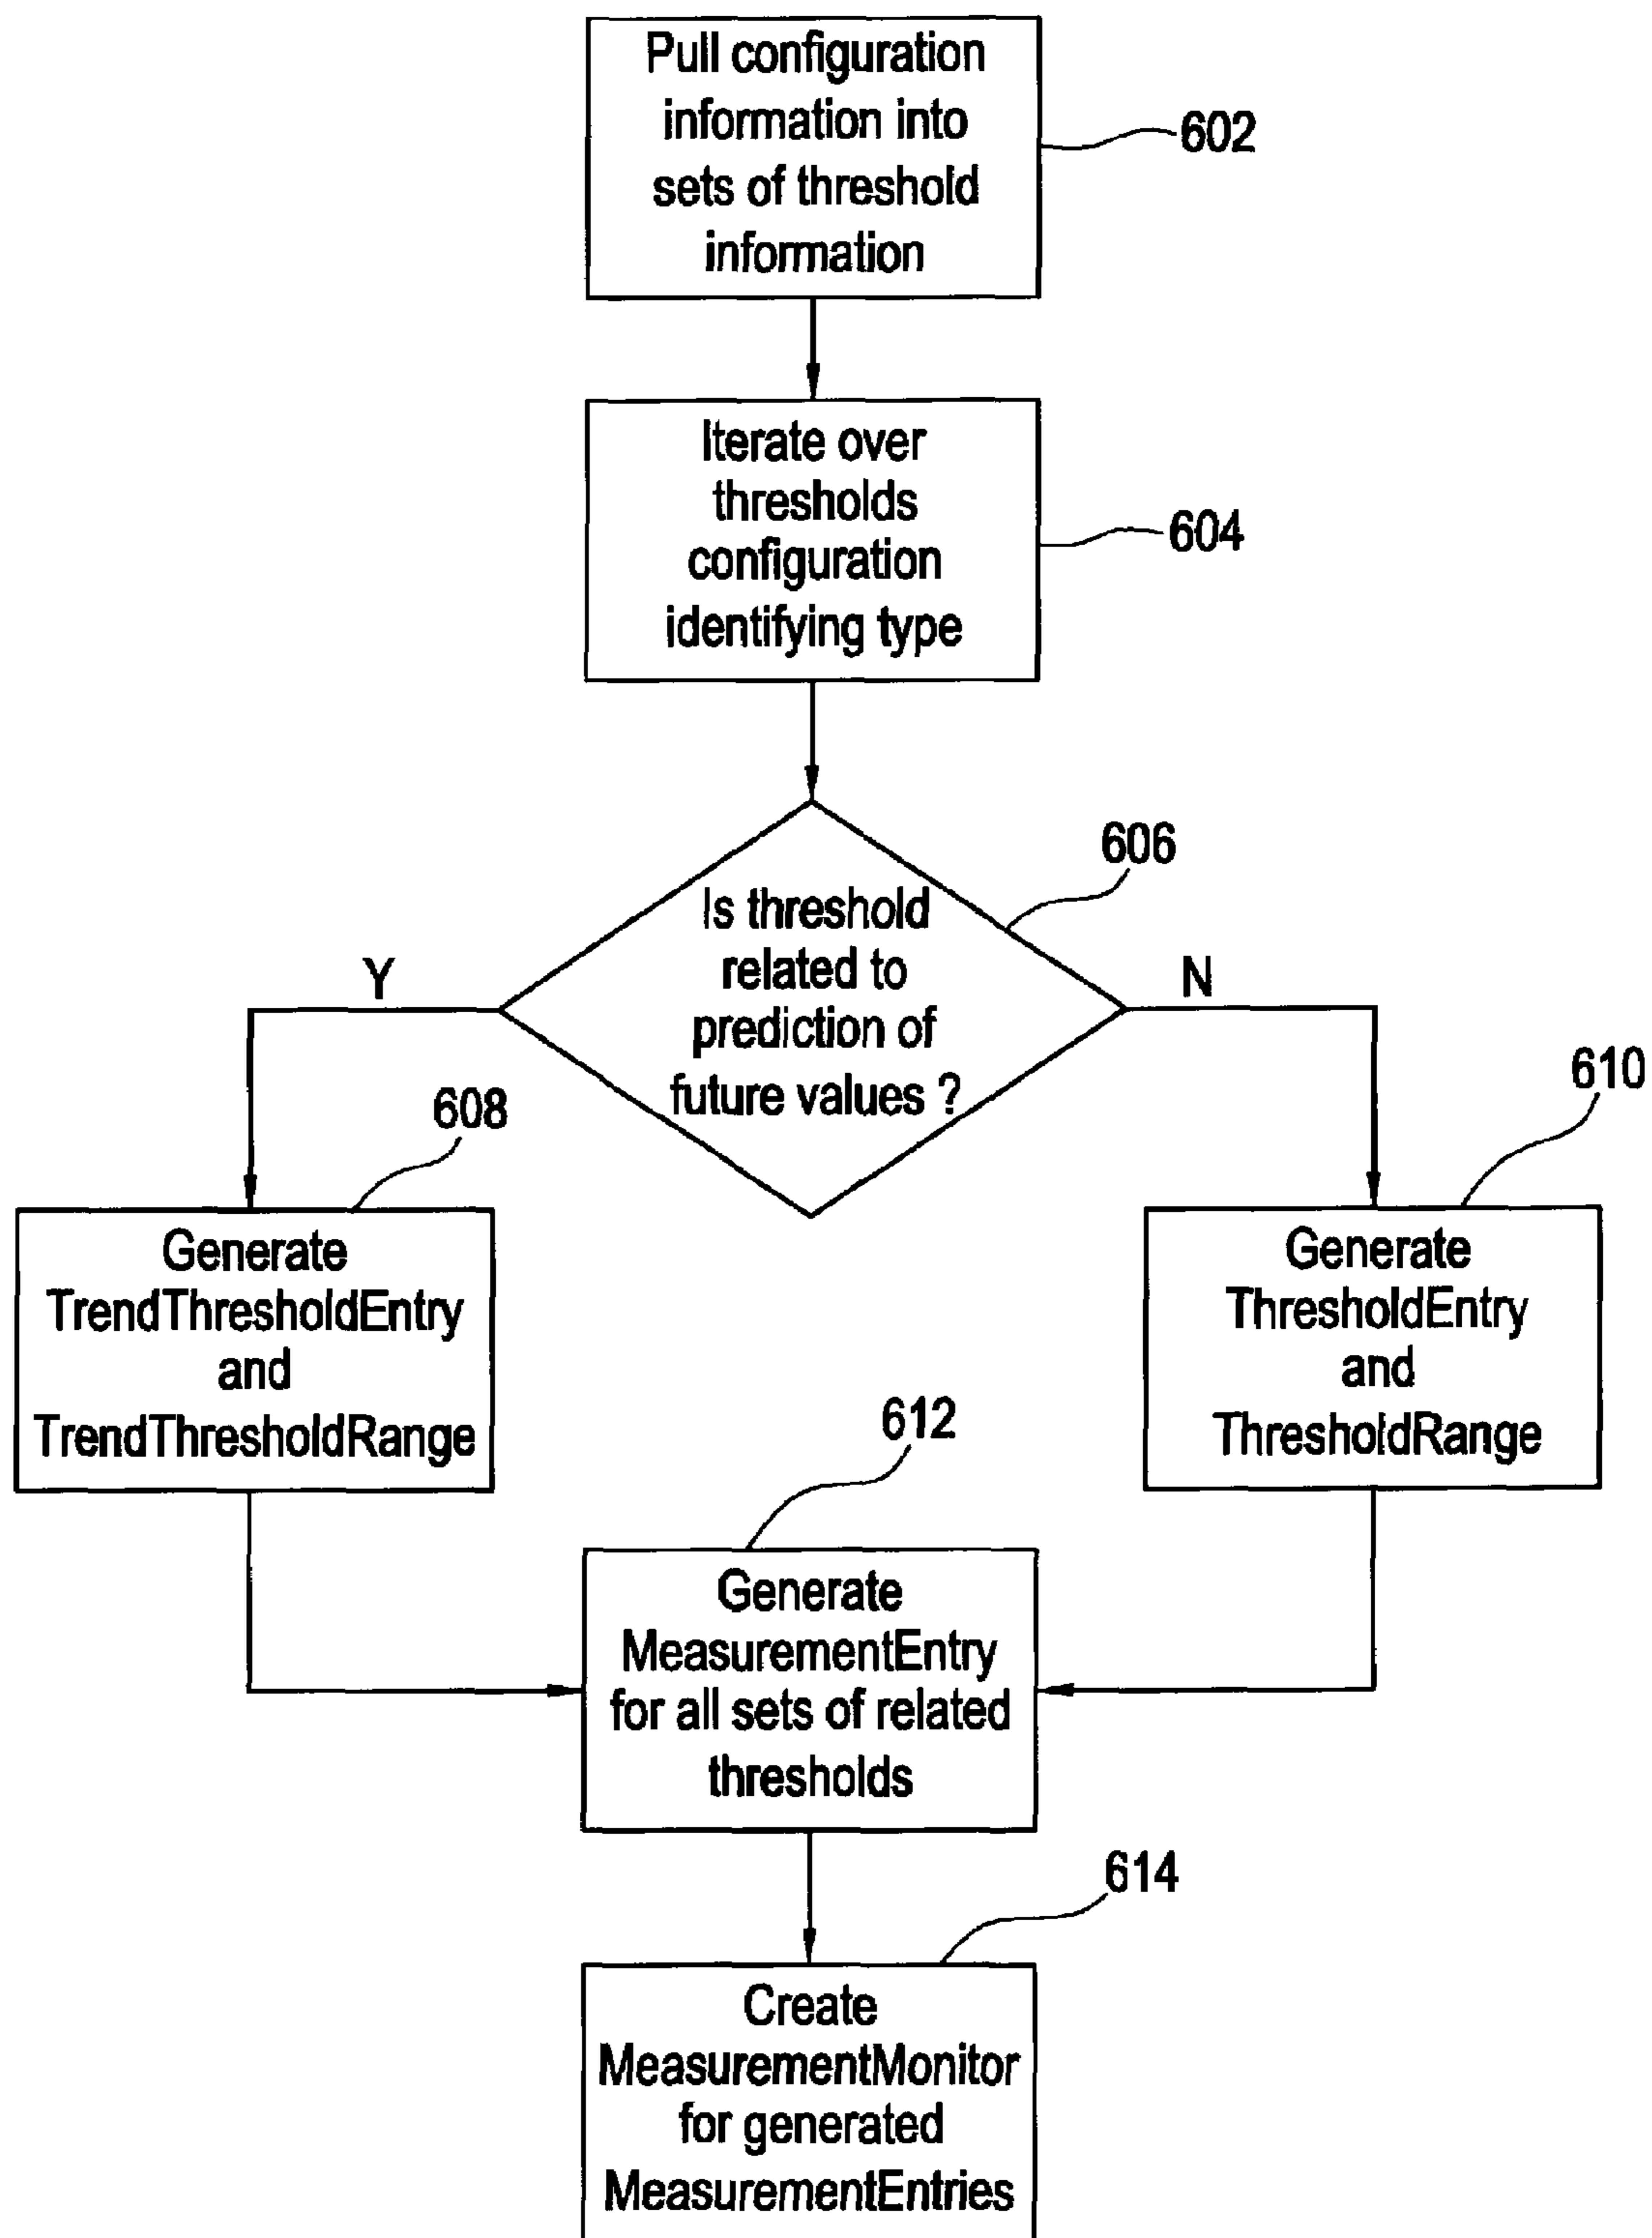 Pull configuration
information into
sets of threshold
information
602
Iterate over
thresholds
configuration
identifying type
604
606
Is threshold
related to
prediction of
future values ?
Y
N
608
610
Generate
TrendThresholdEntry
and
TrendThresholdRange
Generate
ThresholdEntry
and
ThresholdRange
612
Generate
MeasurementEntry
for all sets of related
thresholds
614
Create
MeasurementMonitor
for generated
MeasurementEntries